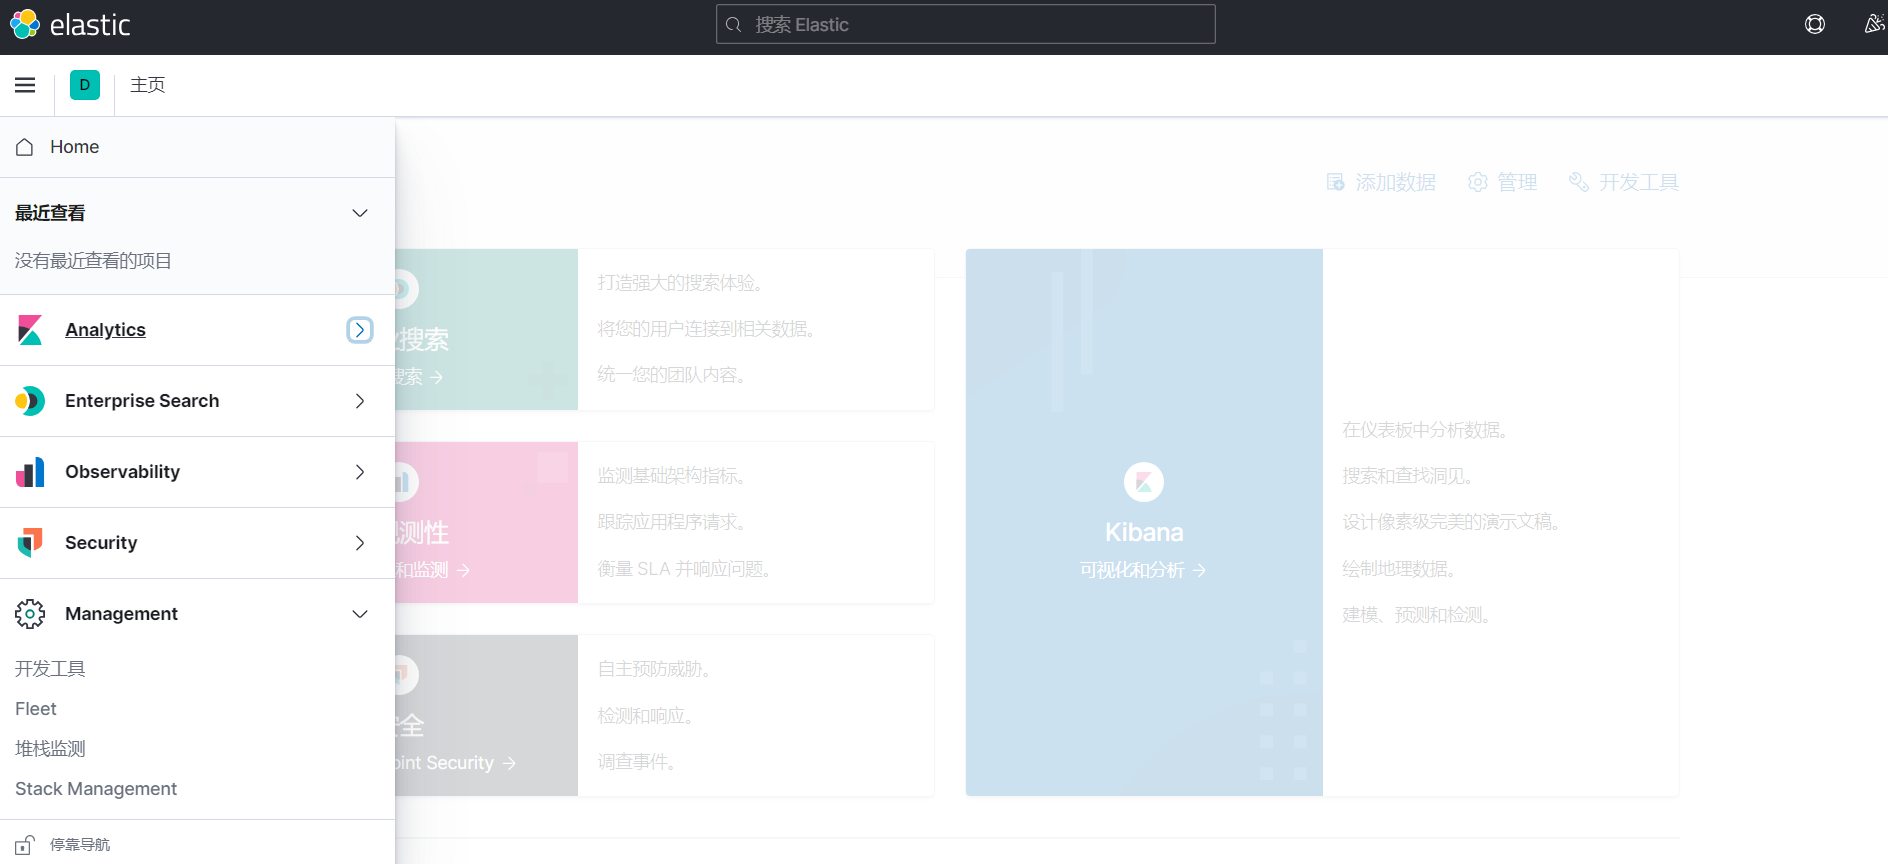 elastic
搜索 Elastic
D
主页
Home
最近查看
没有最近查看的项目
Analytics
Enterprise Search
Observability
Security
Management
开发工具
Fleet
堆栈监测
Stack Management
停靠导航
添加数据
管理
开发工具
搜索
搜索 →
打造强大的搜索体验。
将您的用户连接到相关数据。
统一您的团队内容。
测性
和监测 →
监测基础架构指标。
跟踪应用程序请求。
衡量 SLA 并响应问题。
全
oint Security →
自主预防威胁。
检测和响应。
调查事件。
Kibana
可视化和分析 →
在仪表板中分析数据。
搜索和查找洞见。
设计像素级完美的演示文稿。
绘制地理数据。
建模、预测和检测。